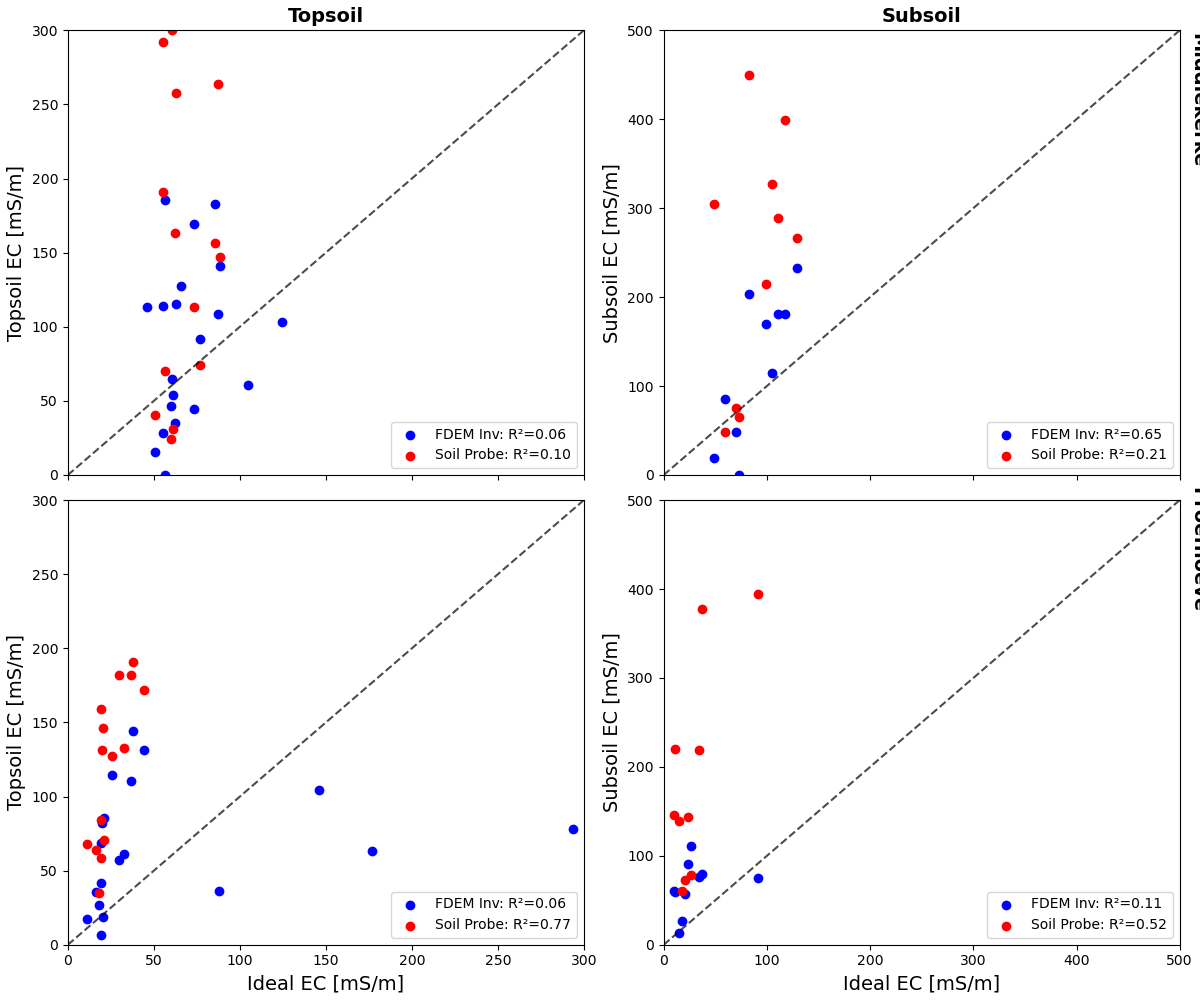 Topsoil
Subsoil
300
250
200
150
100
50
0
Topsoil EC [mS/m]
FDEM Inv: R²=0.06
Soil Probe: R²=0.10
500
400
300
200
100
0
Subsoil EC [mS/m]
FDEM Inv: R²=0.65
Soil Probe: R²=0.21
300
250
200
150
100
50
0
Topsoil EC [mS/m]
FDEM Inv: R²=0.06
Soil Probe: R²=0.77
0 50 100 150 200 250 300
Ideal EC [mS/m]
500
400
300
200
100
0
Subsoil EC [mS/m]
FDEM Inv: R²=0.11
Soil Probe: R²=0.52
0 100 200 300 400 500
Ideal EC [mS/m]